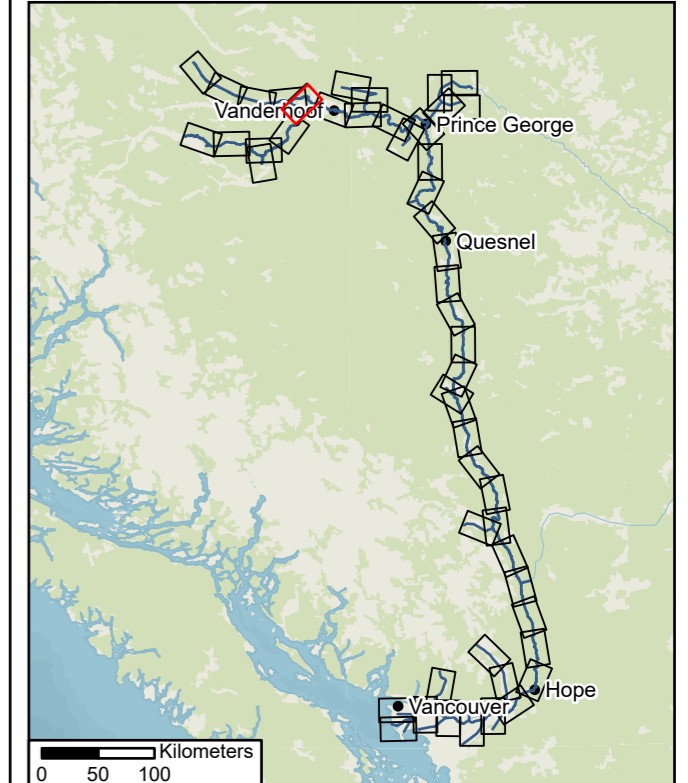 Vanderhoof
Prince George
Quesnel
Hope
Vancouver
Kilometers
0 50 100